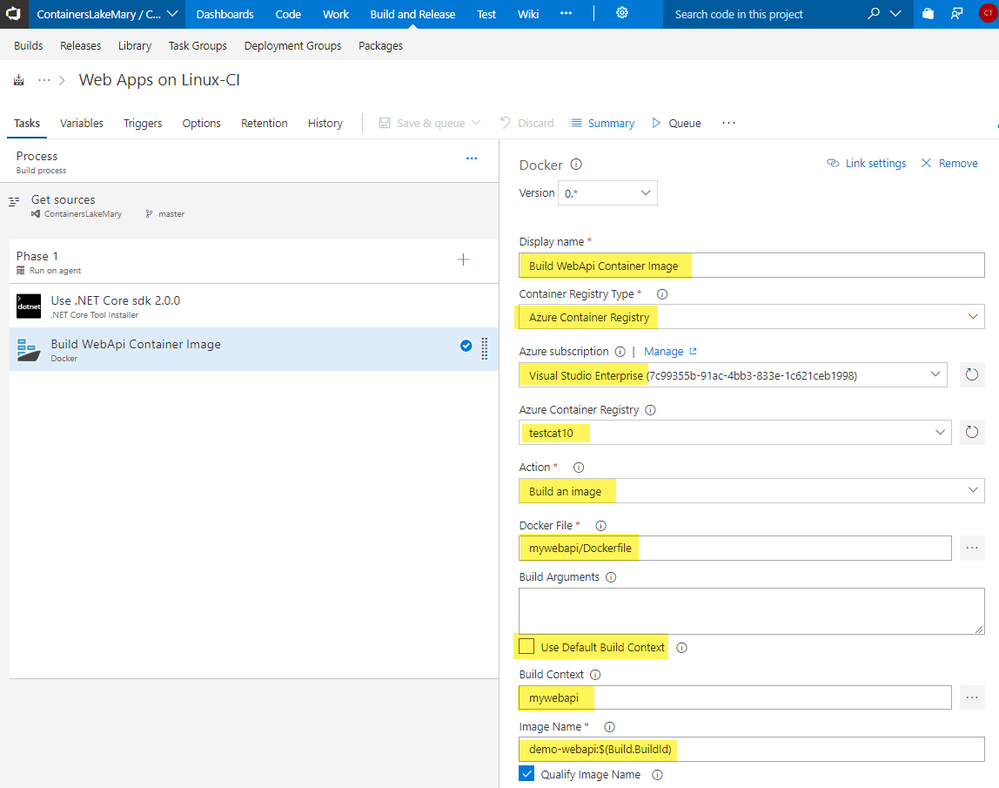 ContainersLakeMary / C... Dashboards Code Work Build and Release Test Wiki ... Search code in this project CT
Builds Releases Library Task Groups Deployment Groups Packages
... > Web Apps on Linux-CI
Tasks Variables Triggers Options Retention History Save & queue Discard Summary Queue ...
Process ...
Build process
Get sources
ContainersLakeMary master
Phase 1
Run on agent
dotnet
Use .NET Core sdk 2.0.0
.NET Core Tool Installer
Build WebApi Container Image
Docker
Docker Link settings Remove
Version 0.*
Display name *
Build WebApi Container Image
Container Registry Type *
Azure Container Registry
Azure subscription | Manage
Visual Studio Enterprise (7c99355b-91ac-4bb3-833e-1c621ceb1998)
Azure Container Registry
testcat10
Action *
Build an image
Docker File *
mywebapi/Dockerfile ...
Build Arguments
Use Default Build Context
Build Context
mywebapi ...
Image Name *
demo-webapi:$(Build.BuildId)
Qualify Image Name